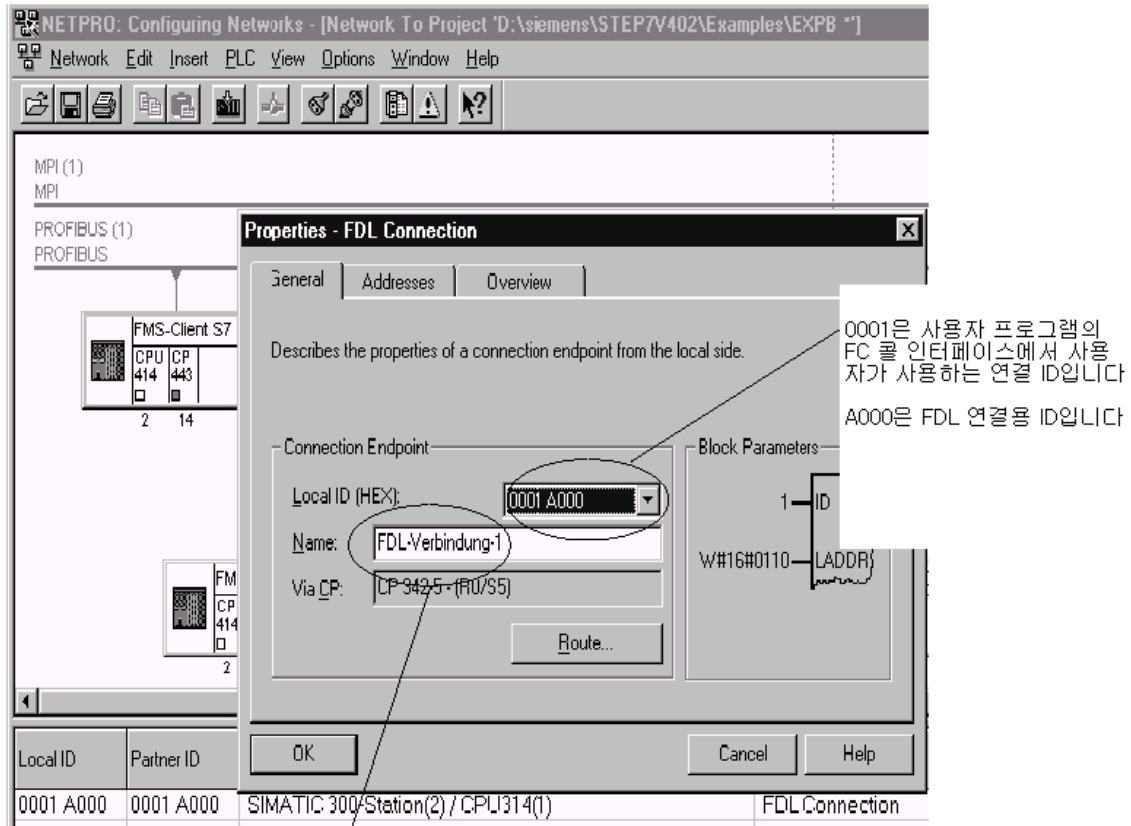 NETPRO: Configuring Networks - [Network To Project 'D:\siemens\STEP7V402\Examples\EXPB *']
Network Edit Insert PLC View Options Window Help
MPI (1)
MPI
PROFIBUS (1)
PROFIBUS
FMS-Client S7
CPU CP
414 443
2 14
Properties - FDL Connection
General Addresses Overview
Describes the properties of a connection endpoint from the local side.
Connection Endpoint
Local ID (HEX): 0001 A000
Name: FDL-Verbindung-1
Via CP: CP 342-5 - (R0/S5)
Route...
Block Parameters
1 ID
W#16#0110 LADDR
0001은 사용자 프로그램의
FC 콜 인터페이스에서 사용
자가 사용하는 연결 ID입니다
A000은 FDL 연결용 ID입니다
FM
CP
414
2
OK Cancel Help
Local ID Partner ID
0001 A000 0001 A000 SIMATIC 300-Station(2) / CPU314(1) FDL Connection